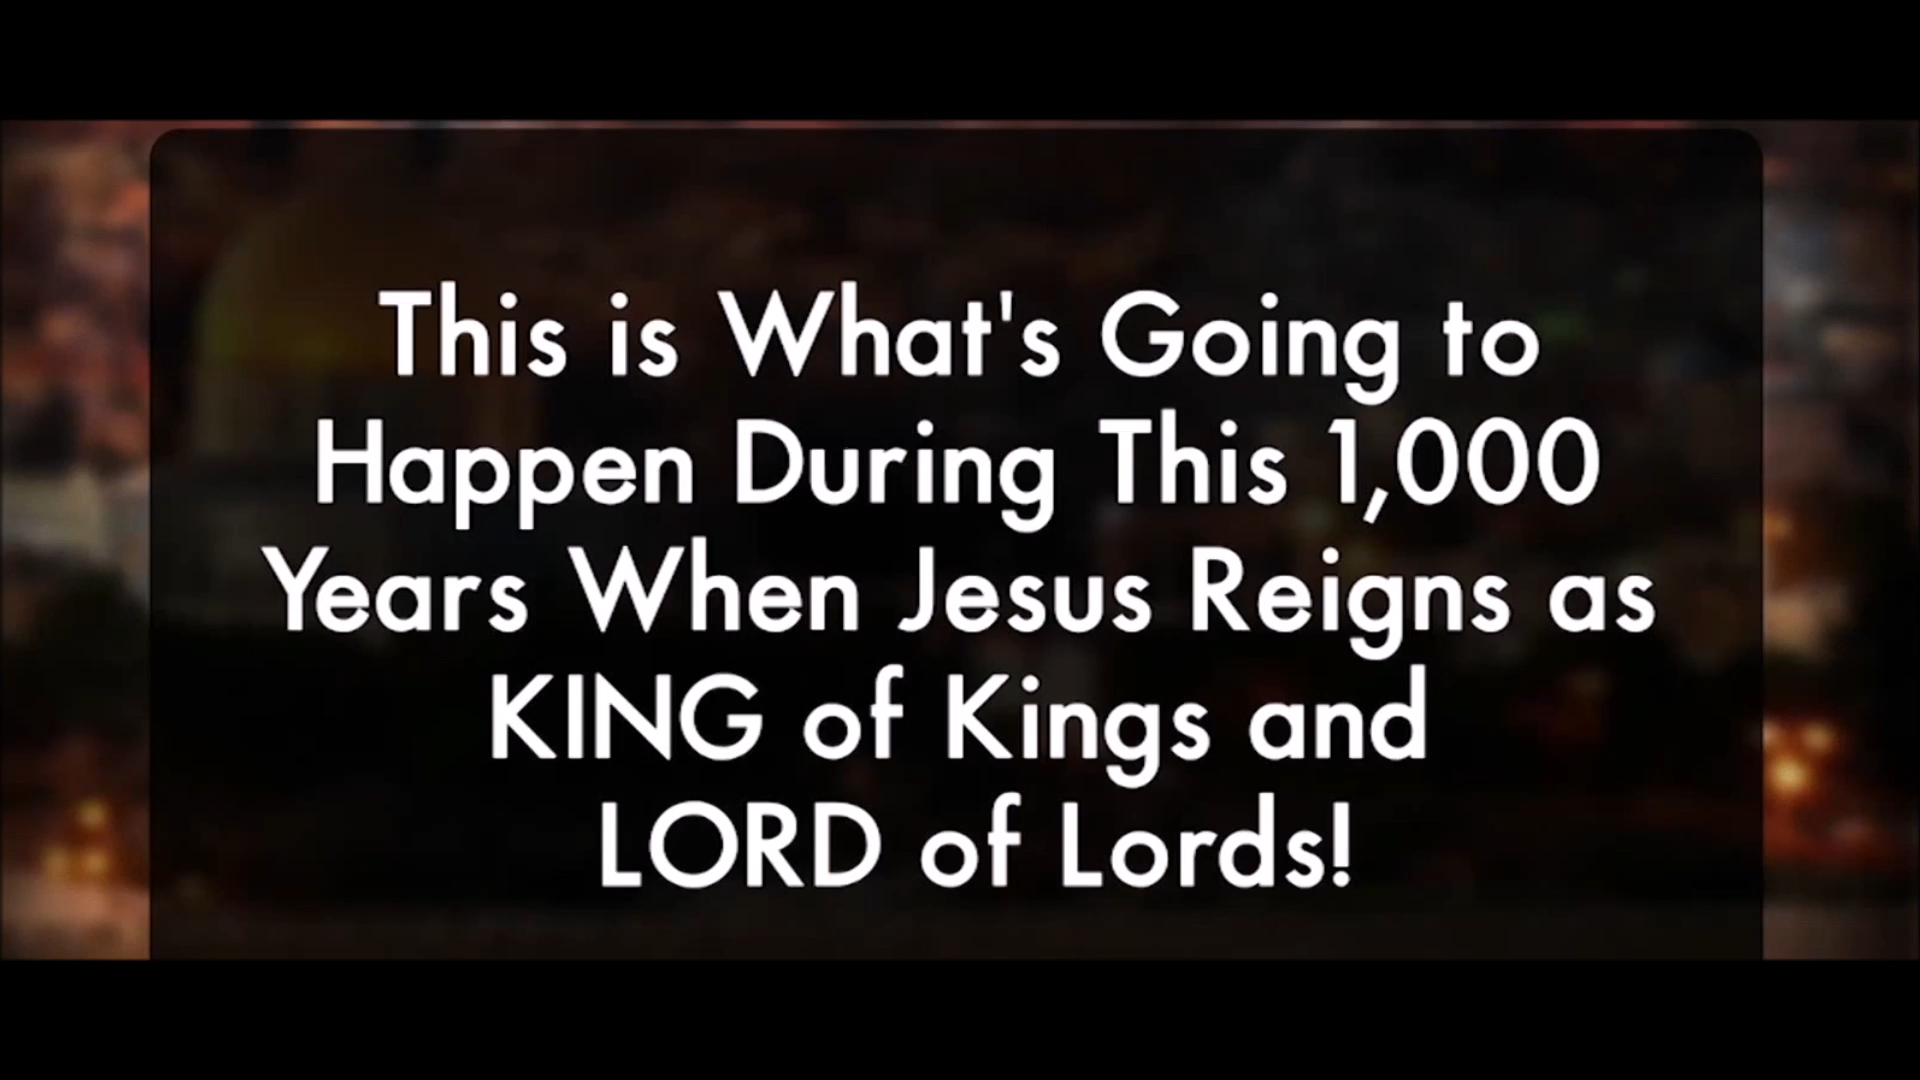 This is What's Going to
Happen During This 1,000
Years When Jesus Reigns as
KING of Kings and
LORD of Lords!